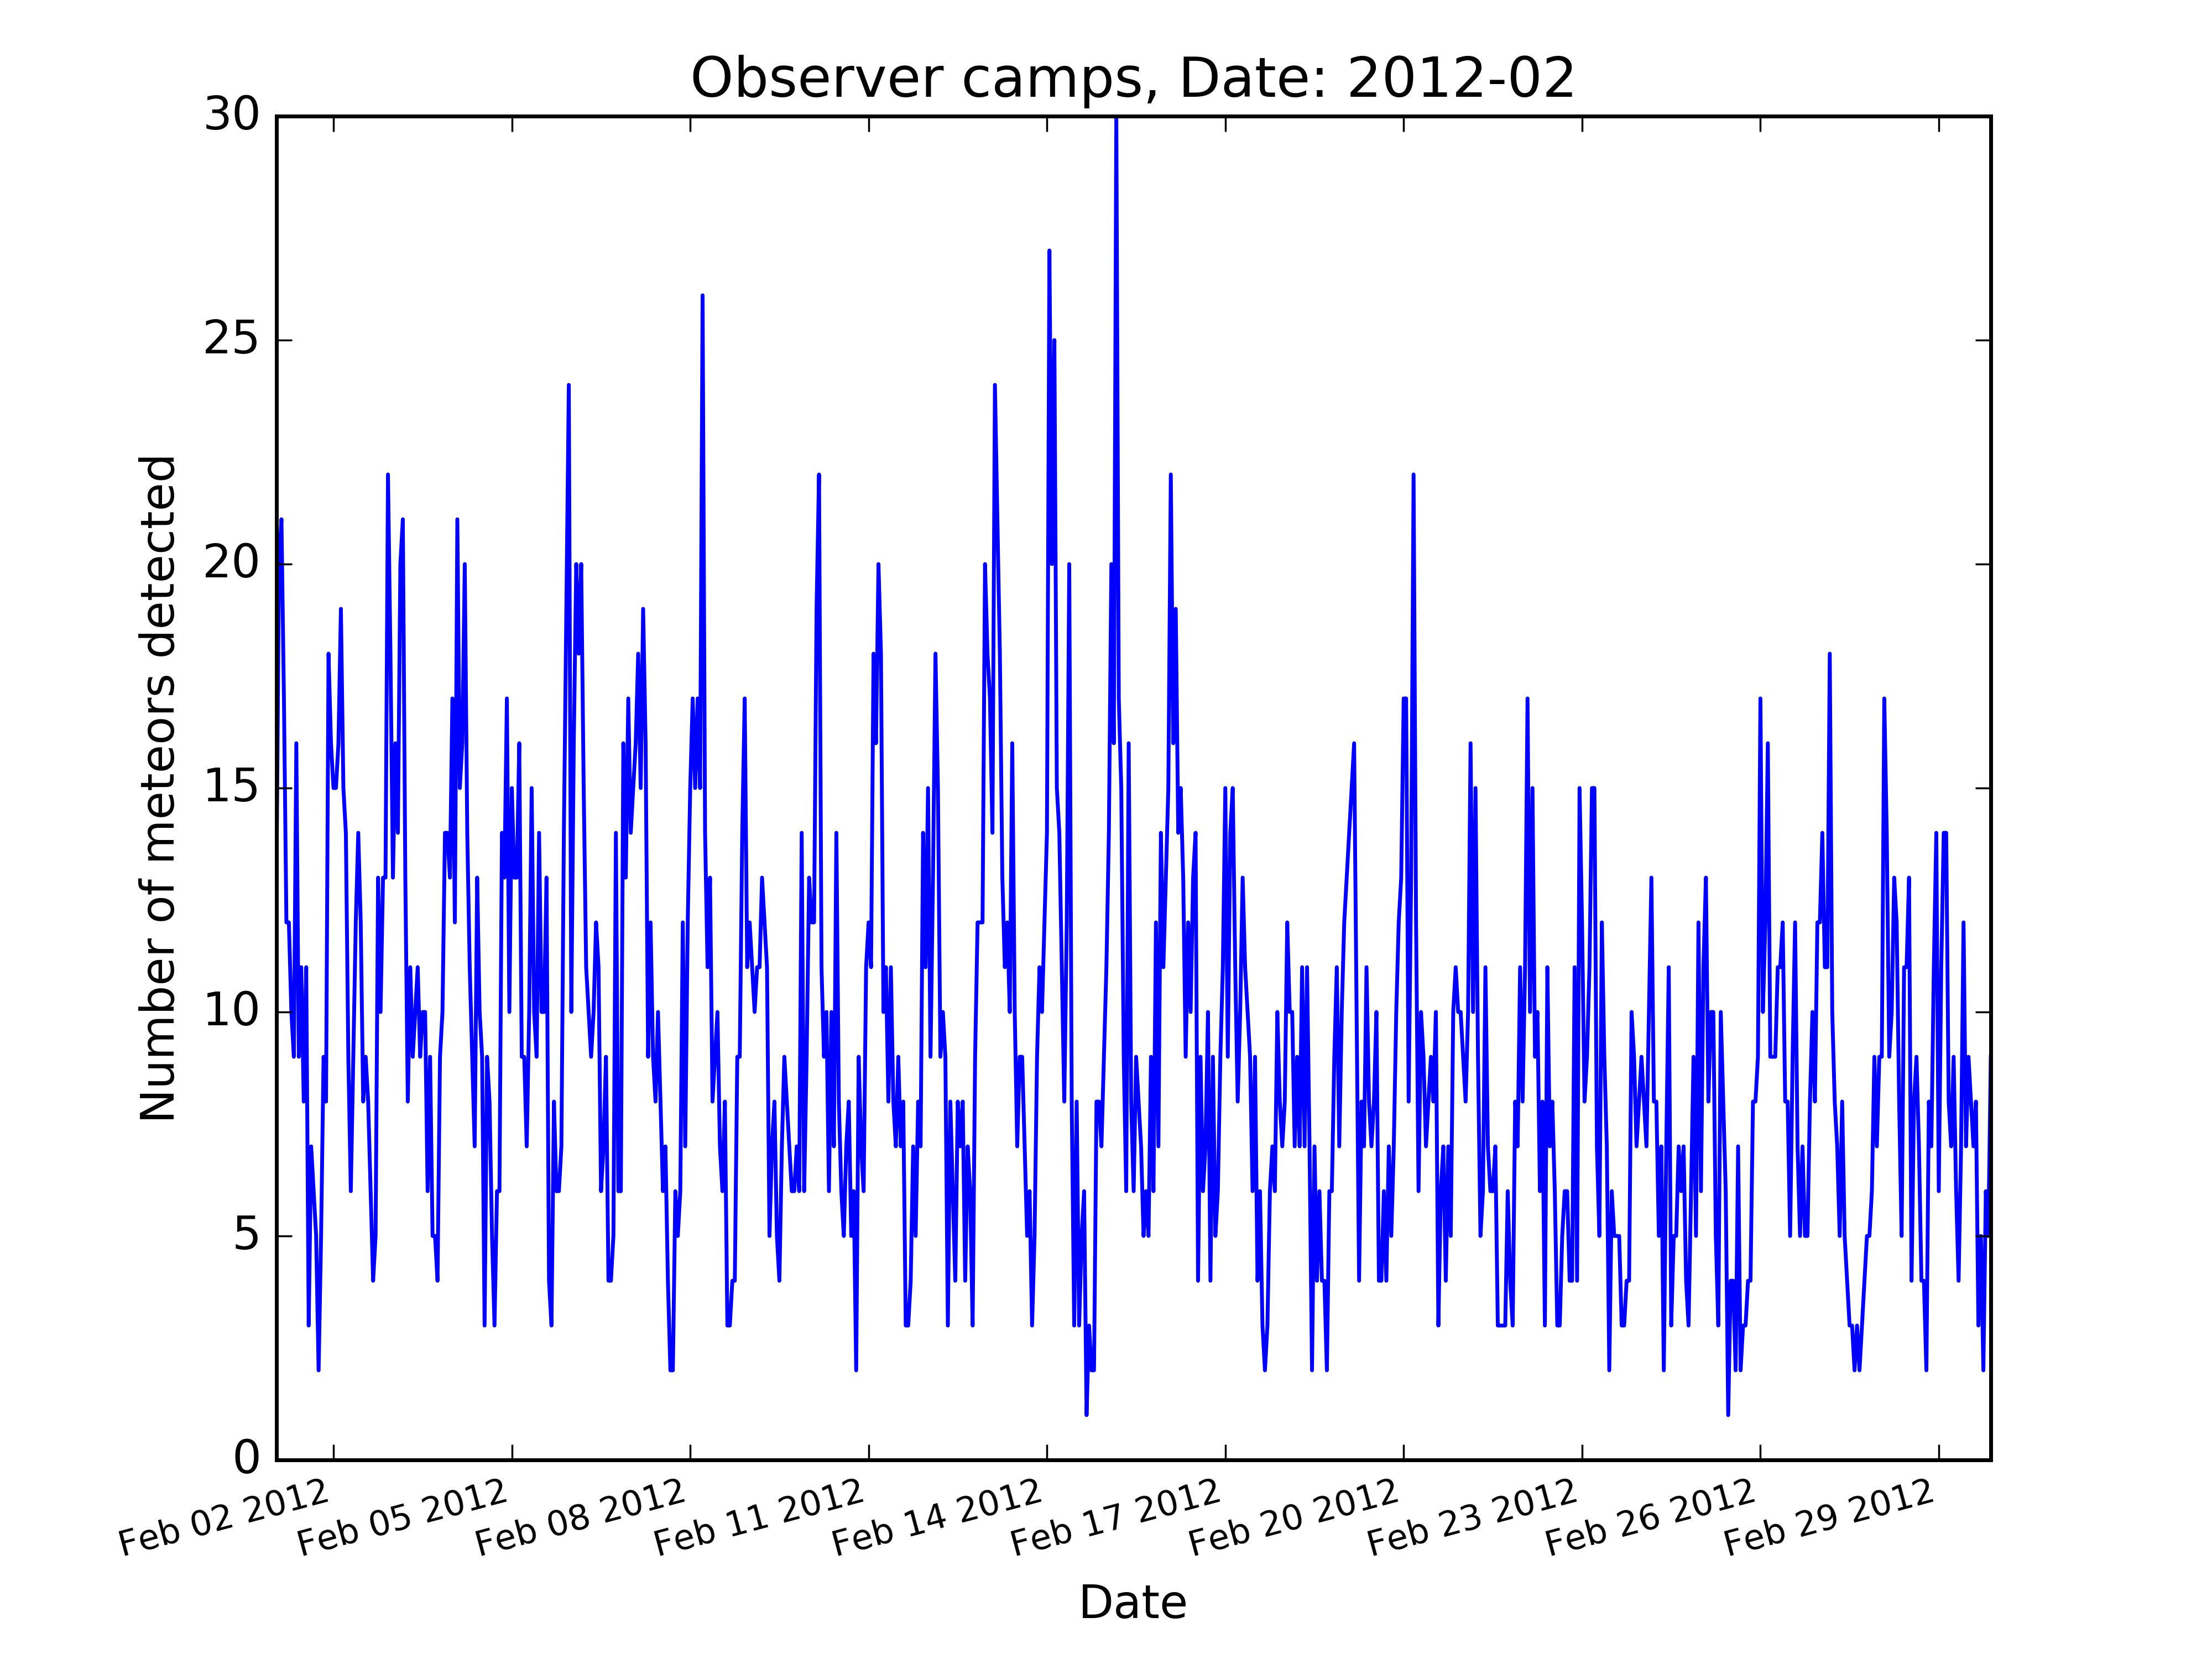 Observer camps, Date: 2012-02
30
25
20
15
10
5
0
Number of meteors detected
Feb 02 2012
Feb 05 2012
Feb 08 2012
Feb 11 2012
Feb 14 2012
Feb 17 2012
Feb 20 2012
Feb 23 2012
Feb 26 2012
Feb 29 2012
Date